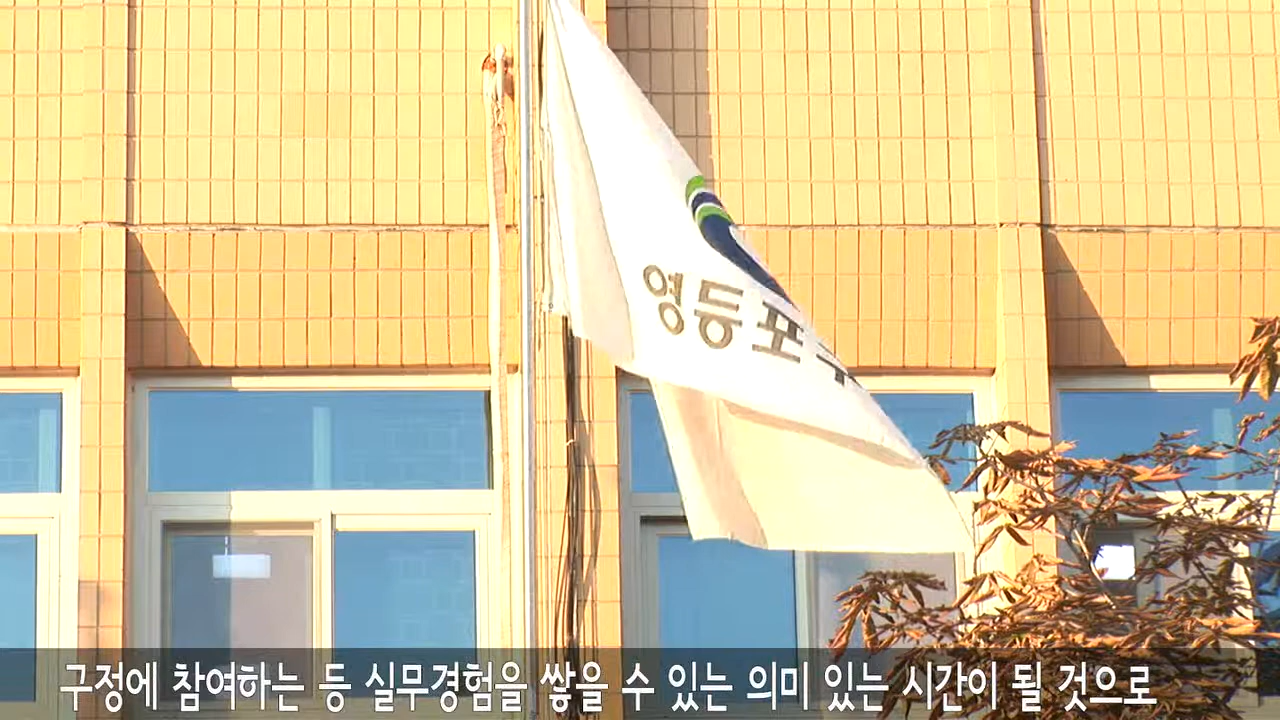 영등포구
구정에 참여하는 등 실무경험을 쌓을 수 있는 의미 있는 시간이 될 것으로